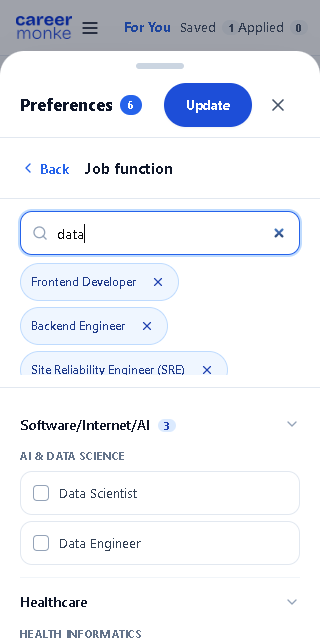 career
monke
For You Saved 1 Applied 0
Preferences 6 Update
Back Job function
data
Frontend Developer
Backend Engineer
Site Reliability Engineer (SRE)
Software/Internet/AI 3
AI & DATA SCIENCE
Data Scientist
Data Engineer
Healthcare
HEALTH INFORMATICS